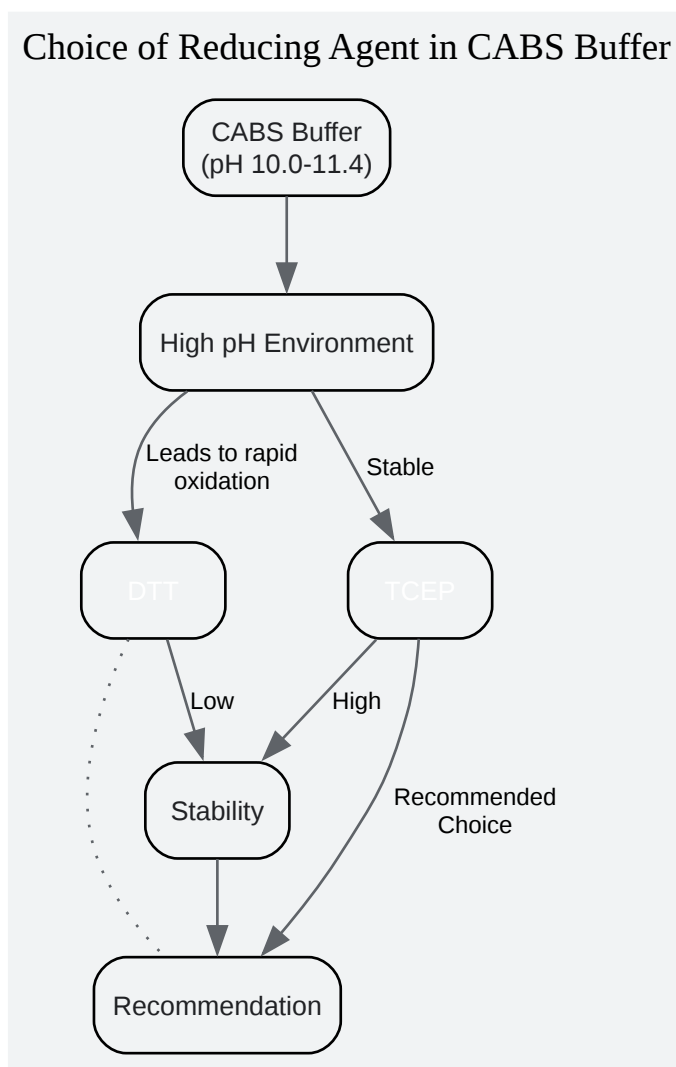 Choice of Reducing Agent in CABS Buffer
CABS Buffer
(pH 10.0-11.4)
High pH Environment
Leads to rapid
oxidation
Stable
DTT
TCEP
Low
High
Stability
Recommended
Choice
Recommendation